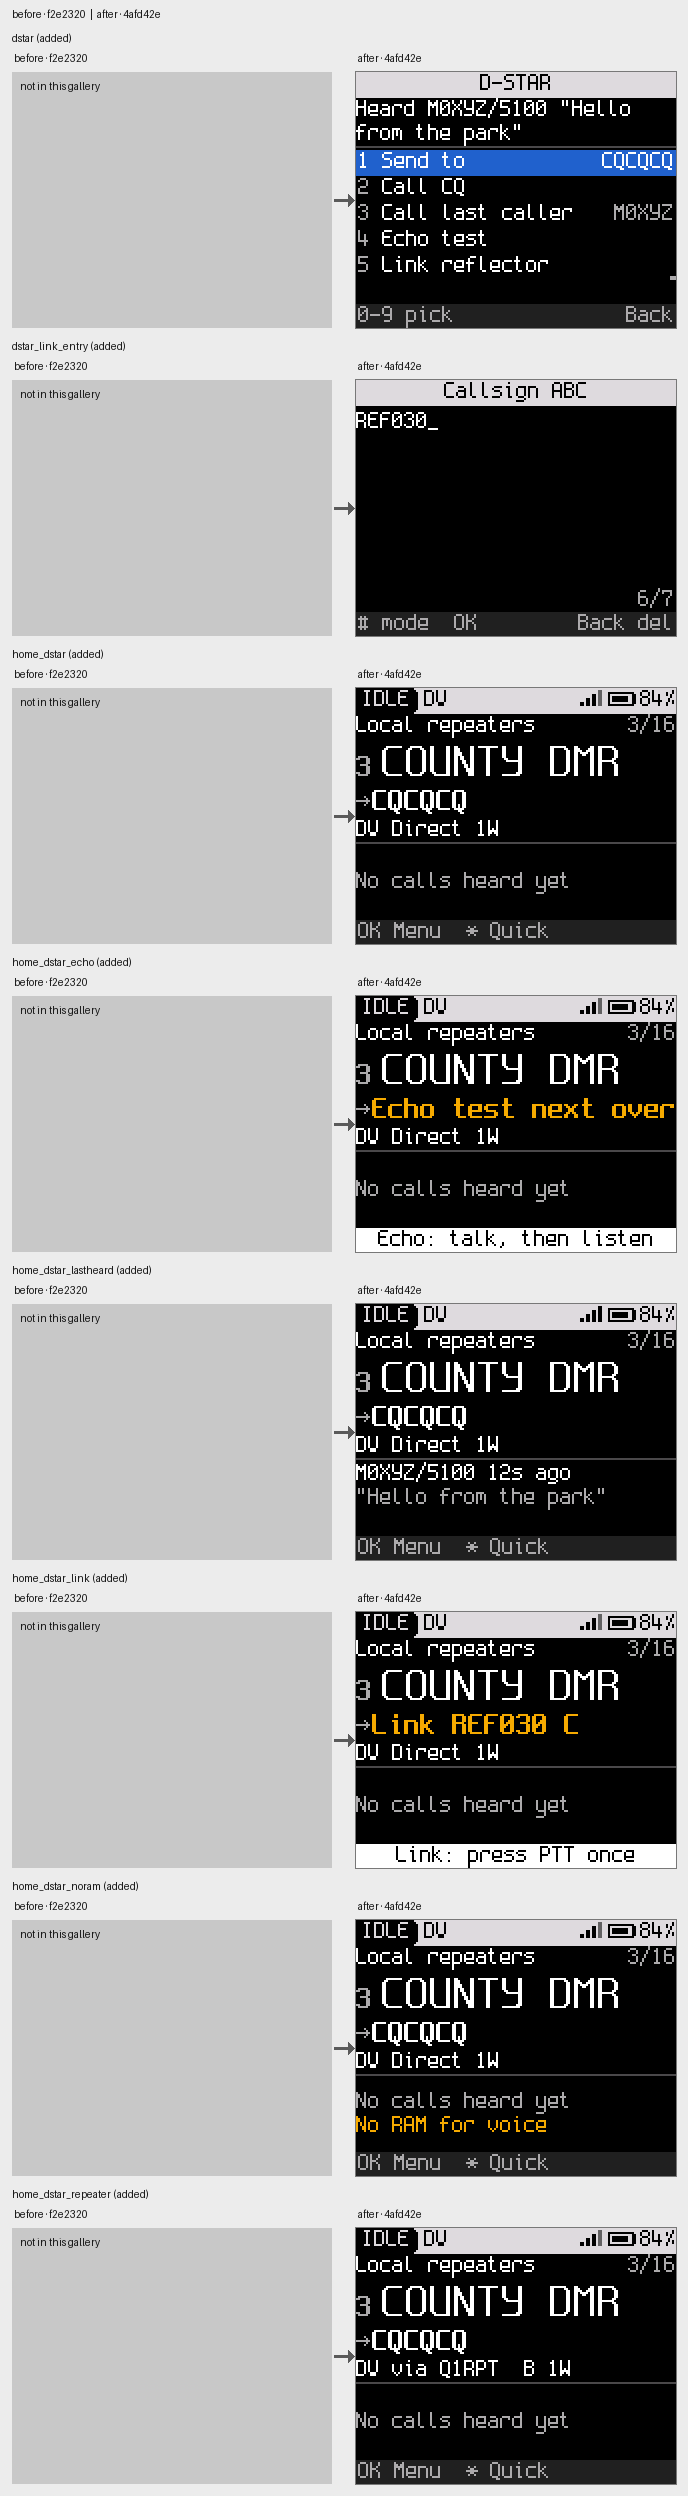 before · f2e2320 | after · 4afd42e
dstar (added)
before · f2e2320
after · 4afd42e
not in this gallery
D-STAR
Heard M0XYZ/5100 "Hello
from the park"
1 Send to CQCQCQ
2 Call CQ
3 Call last caller M0XYZ
4 Echo test
5 Link reflector
0-9 pick Back
dstar_link_entry (added)
before · f2e2320
after · 4afd42e
not in this gallery
Callsign ABC
REF030_
6/7
# mode OK Back del
home_dstar (added)
before · f2e2320
after · 4afd42e
not in this gallery
IDLE DV 84%
Local repeaters 3/16
3 COUNTY DMR
→CQCQCQ
DV Direct 1W
No calls heard yet
OK Menu * Quick
home_dstar_echo (added)
before · f2e2320
after · 4afd42e
not in this gallery
IDLE DV 84%
Local repeaters 3/16
3 COUNTY DMR
→Echo test next over
DV Direct 1W
No calls heard yet
Echo: talk, then listen
home_dstar_lastheard (added)
before · f2e2320
after · 4afd42e
not in this gallery
IDLE DV 84%
Local repeaters 3/16
3 COUNTY DMR
→CQCQCQ
DV Direct 1W
M0XYZ/5100 12s ago
"Hello from the park"
OK Menu * Quick
home_dstar_link (added)
before · f2e2320
after · 4afd42e
not in this gallery
IDLE DV 84%
Local repeaters 3/16
3 COUNTY DMR
→Link REF030 C
DV Direct 1W
No calls heard yet
Link: press PTT once
home_dstar_noram (added)
before · f2e2320
after · 4afd42e
not in this gallery
IDLE DV 84%
Local repeaters 3/16
3 COUNTY DMR
→CQCQCQ
DV Direct 1W
No calls heard yet
No RAM for voice
OK Menu * Quick
home_dstar_repeater (added)
before · f2e2320
after · 4afd42e
not in this gallery
IDLE DV 84%
Local repeaters 3/16
3 COUNTY DMR
→CQCQCQ
DV via Q1RPT  B 1W
No calls heard yet
OK Menu * Quick